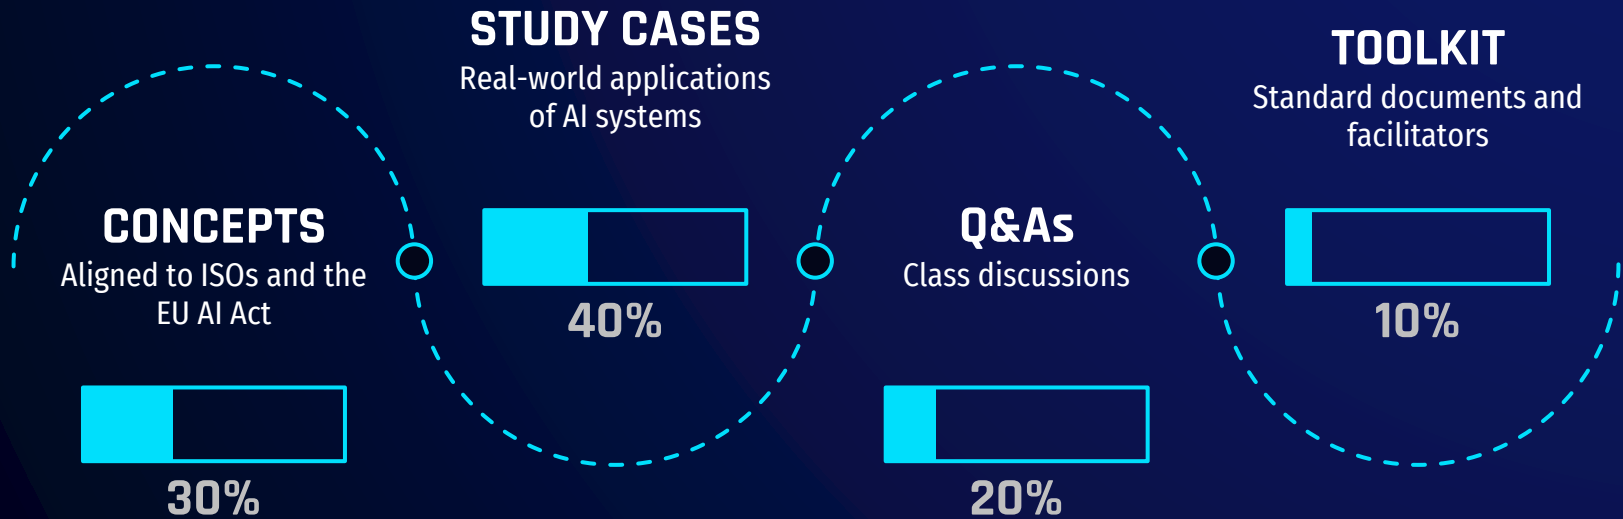 CONCEPTS
Aligned to ISOs and the
EU AI Act
30%
STUDY CASES
Real-world applications
of AI systems
40%
Q&As
Class discussions
20%
TOOLKIT
Standard documents and
facilitators
10%